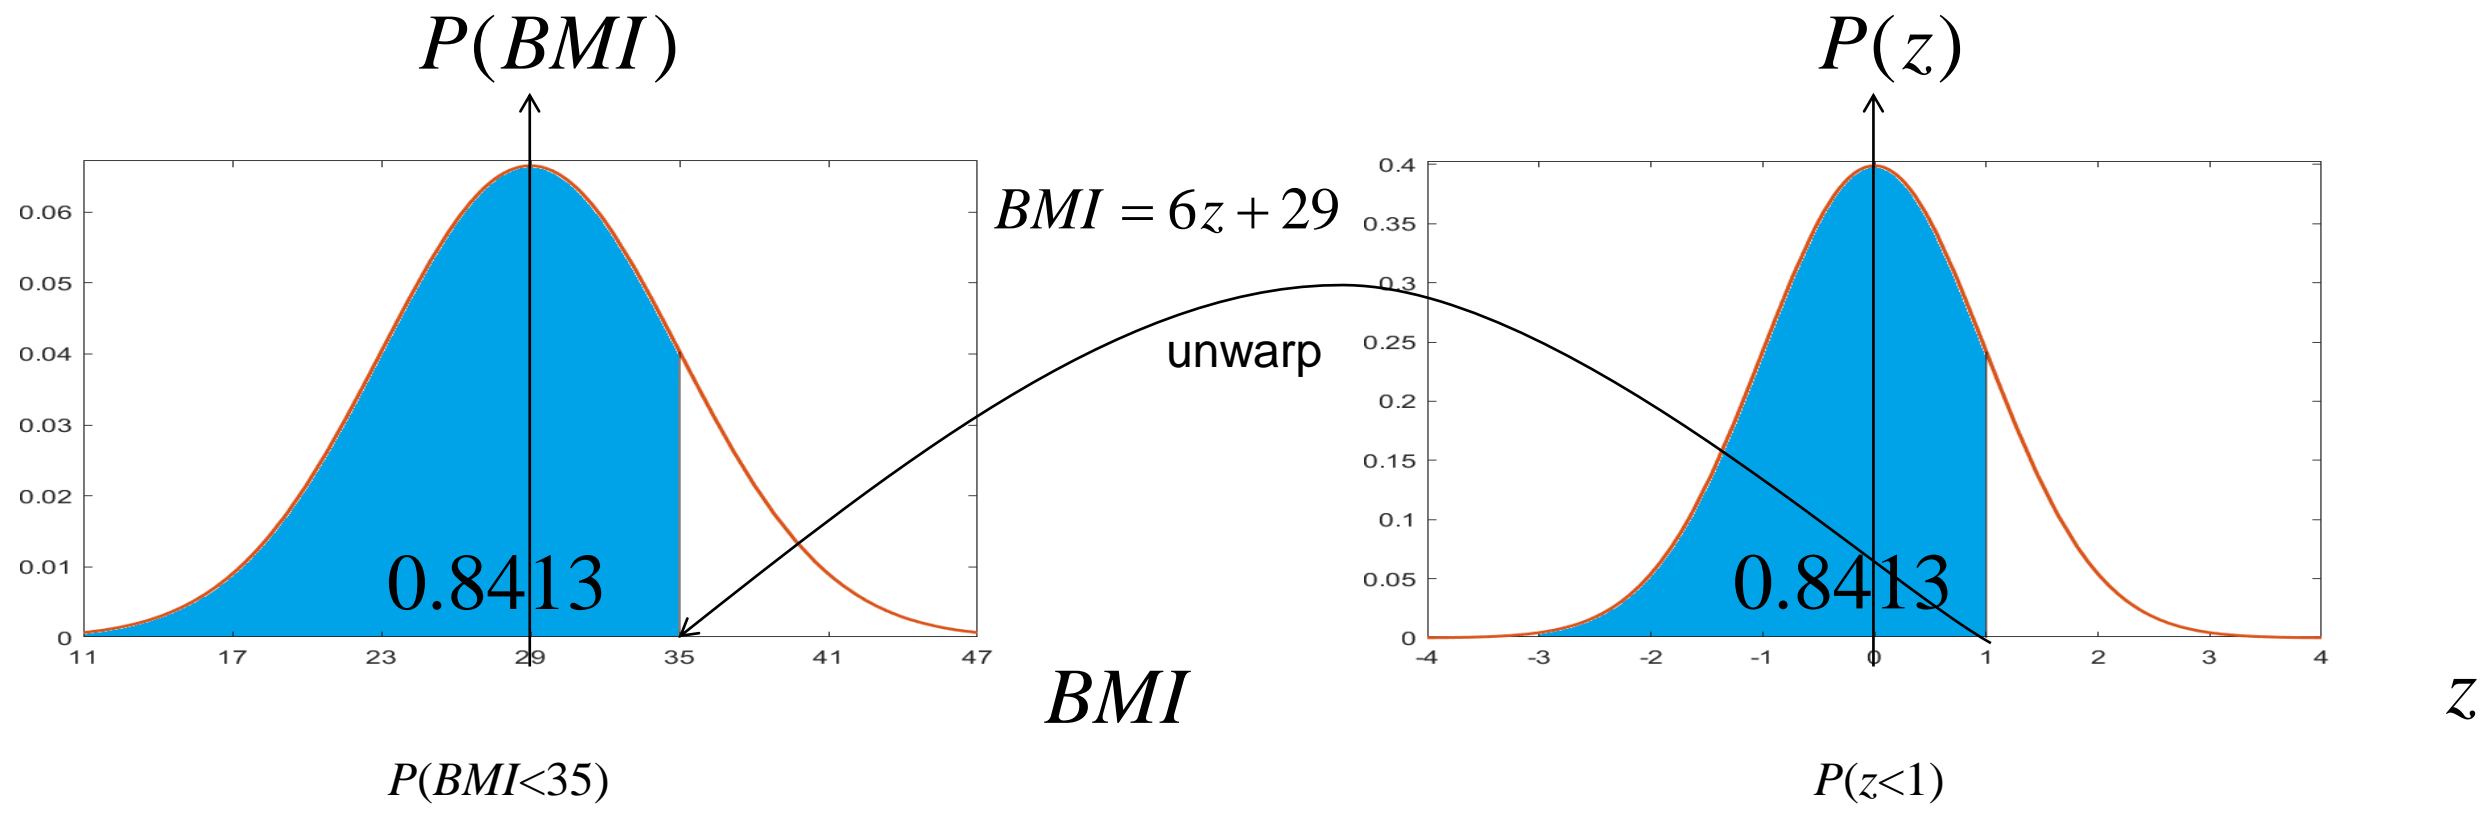 P(BMI)
P(z)
0.06
0.05
0.04
0.03
0.02
0.01
0
11 17 23 29 35 41 47
0.8413
BMI
P(BMI<35)
BMI = 6z + 29
unwarp
0.4
0.35
0.3
0.25
0.2
0.15
0.1
0.05
0
-4 -3 -2 -1 0 1 2 3 4
0.8413
z
P(z<1)